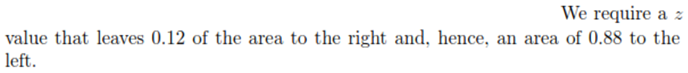 We require a z
value that leaves 0.12 of the area to the right and, hence, an area of 0.88 to the
left.